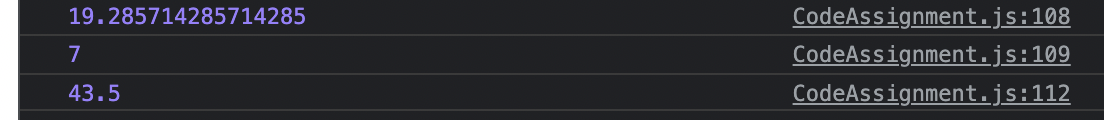 19.285714285714285 CodeAssignment.js:108
7 CodeAssignment.js:109
43.5 CodeAssignment.js:112